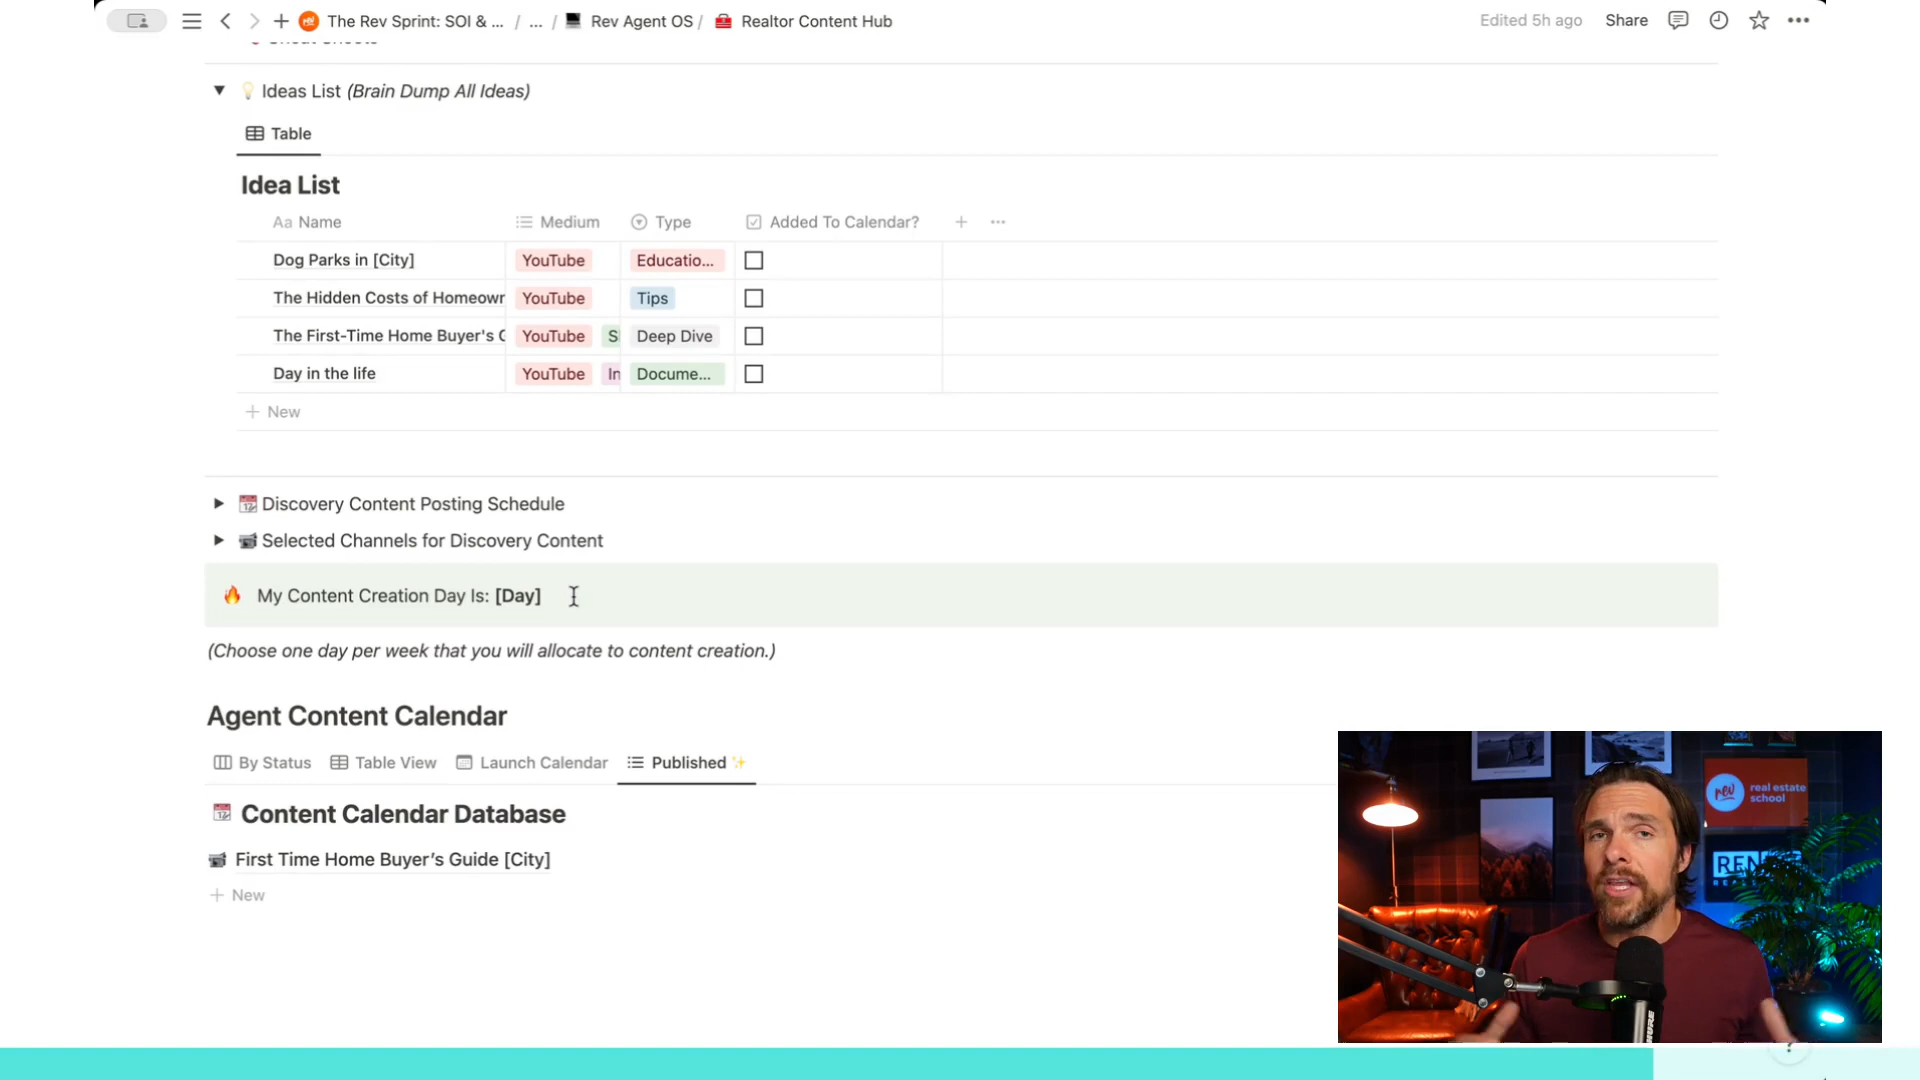 The Rev Sprint: SOI & ... / ... / Rev Agent OS / Realtor Content Hub
Edited 5h ago Share
Cheat Sheets
Ideas List (Brain Dump All Ideas)
Table
Idea List
Aa Name Medium Type Added To Calendar?
Dog Parks in [City] YouTube Educatio...
The Hidden Costs of Homeowr YouTube Tips
The First-Time Home Buyer's G YouTube S Deep Dive
Day in the life YouTube In Docume...
New
Discovery Content Posting Schedule
Selected Channels for Discovery Content
My Content Creation Day Is: [Day]
(Choose one day per week that you will allocate to content creation.)
Agent Content Calendar
By Status Table View Launch Calendar Published
Content Calendar Database
First Time Home Buyer's Guide [City]
New
rev real estate
school
SHURE
?